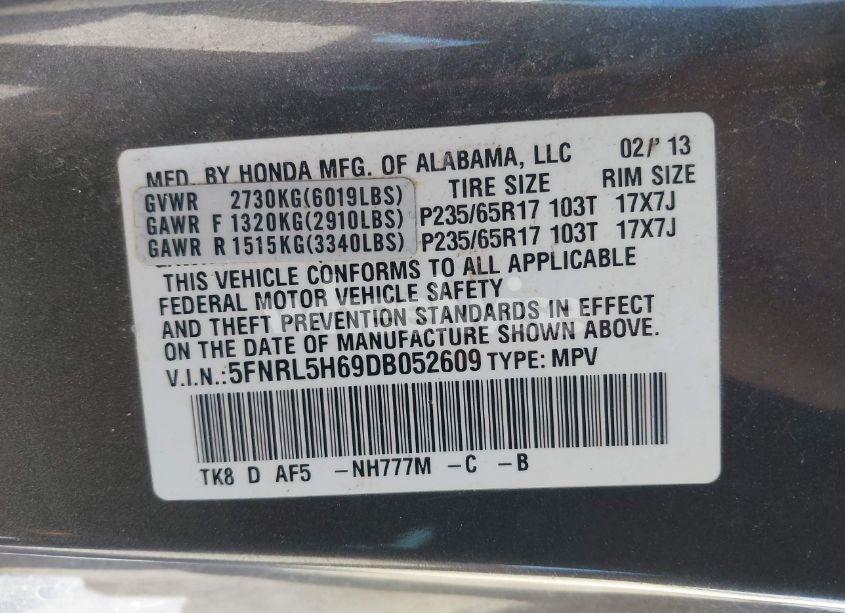 MFD. BY HONDA MFG. OF ALABAMA, LLC 02/ 13
GVWR 2730KG(6019LBS) TIRE SIZE RIM SIZE
GAWR F 1320KG(2910LBS) P235/65R17 103T 17X7J
GAWR R 1515KG(3340LBS) P235/65R17 103T 17X7J
THIS VEHICLE CONFORMS TO ALL APPLICABLE
FEDERAL MOTOR VEHICLE SAFETY
AND THEFT PREVENTION STANDARDS IN EFFECT
ON THE DATE OF MANUFACTURE SHOWN ABOVE.
V.I.N.:5FNRL5H69DB052609 TYPE: MPV
TK8 D AF5 -NH777M -C -B